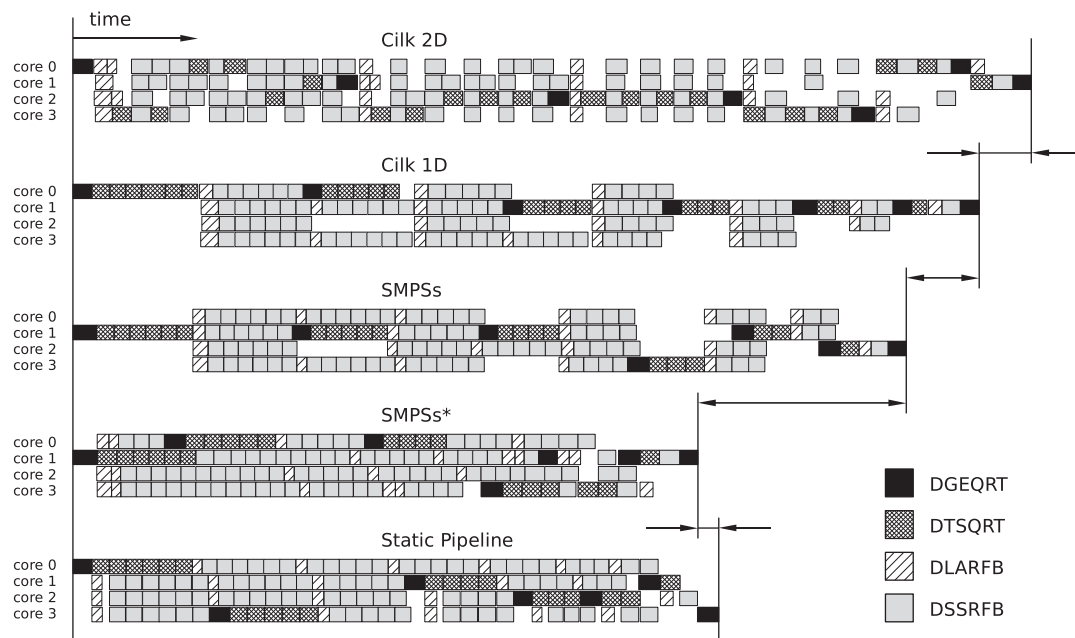 time
Cilk 2D
core 0
core 1
core 2
core 3
Cilk 1D
core 0
core 1
core 2
core 3
SMPSs
core 0
core 1
core 2
core 3
SMPSs*
core 0
core 1
core 2
core 3
Static Pipeline
core 0
core 1
core 2
core 3
DGEQRT
DTSQRT
DLARFB
DSSRFB